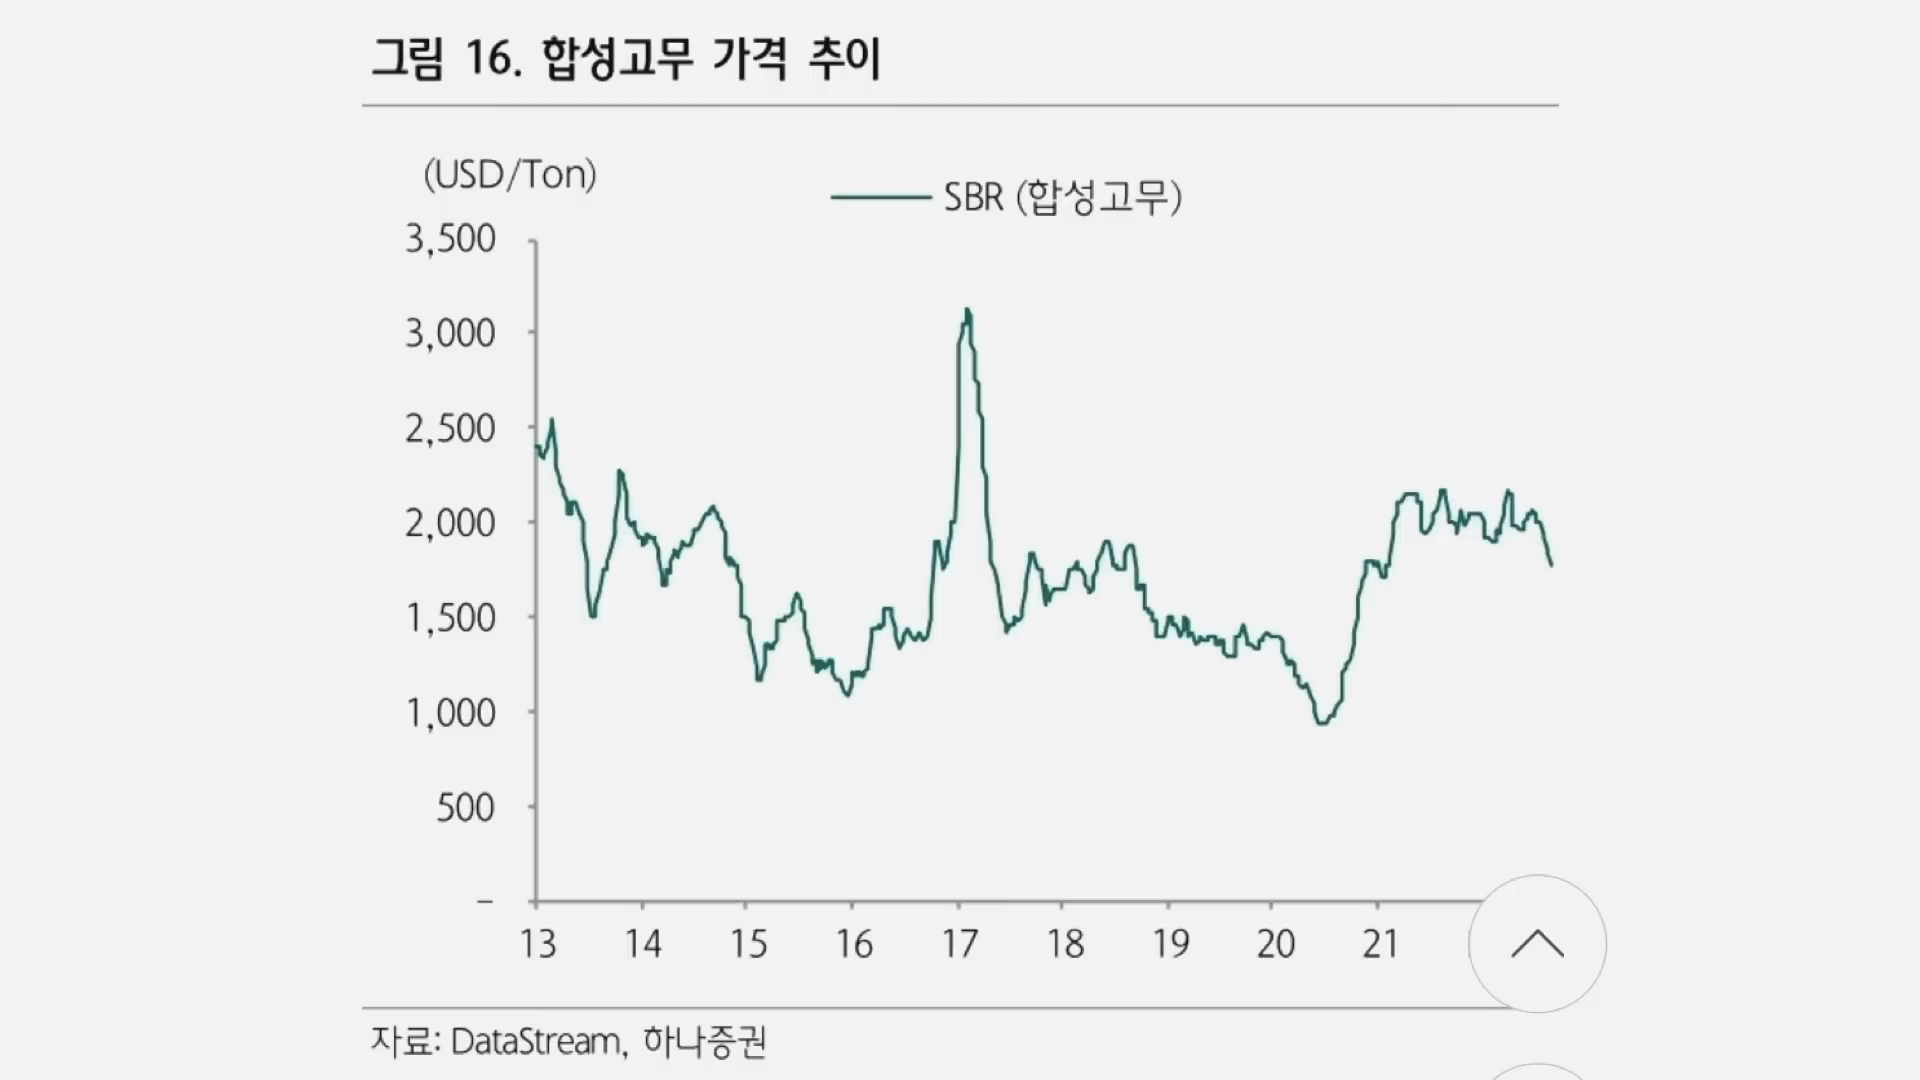 그림 16. 합성고무 가격 추이
(USD/Ton)
SBR (합성고무)
3,500
3,000
2,500
2,000
1,500
1,000
500
–
13 14 15 16 17 18 19 20 21
자료: DataStream, 하나증권